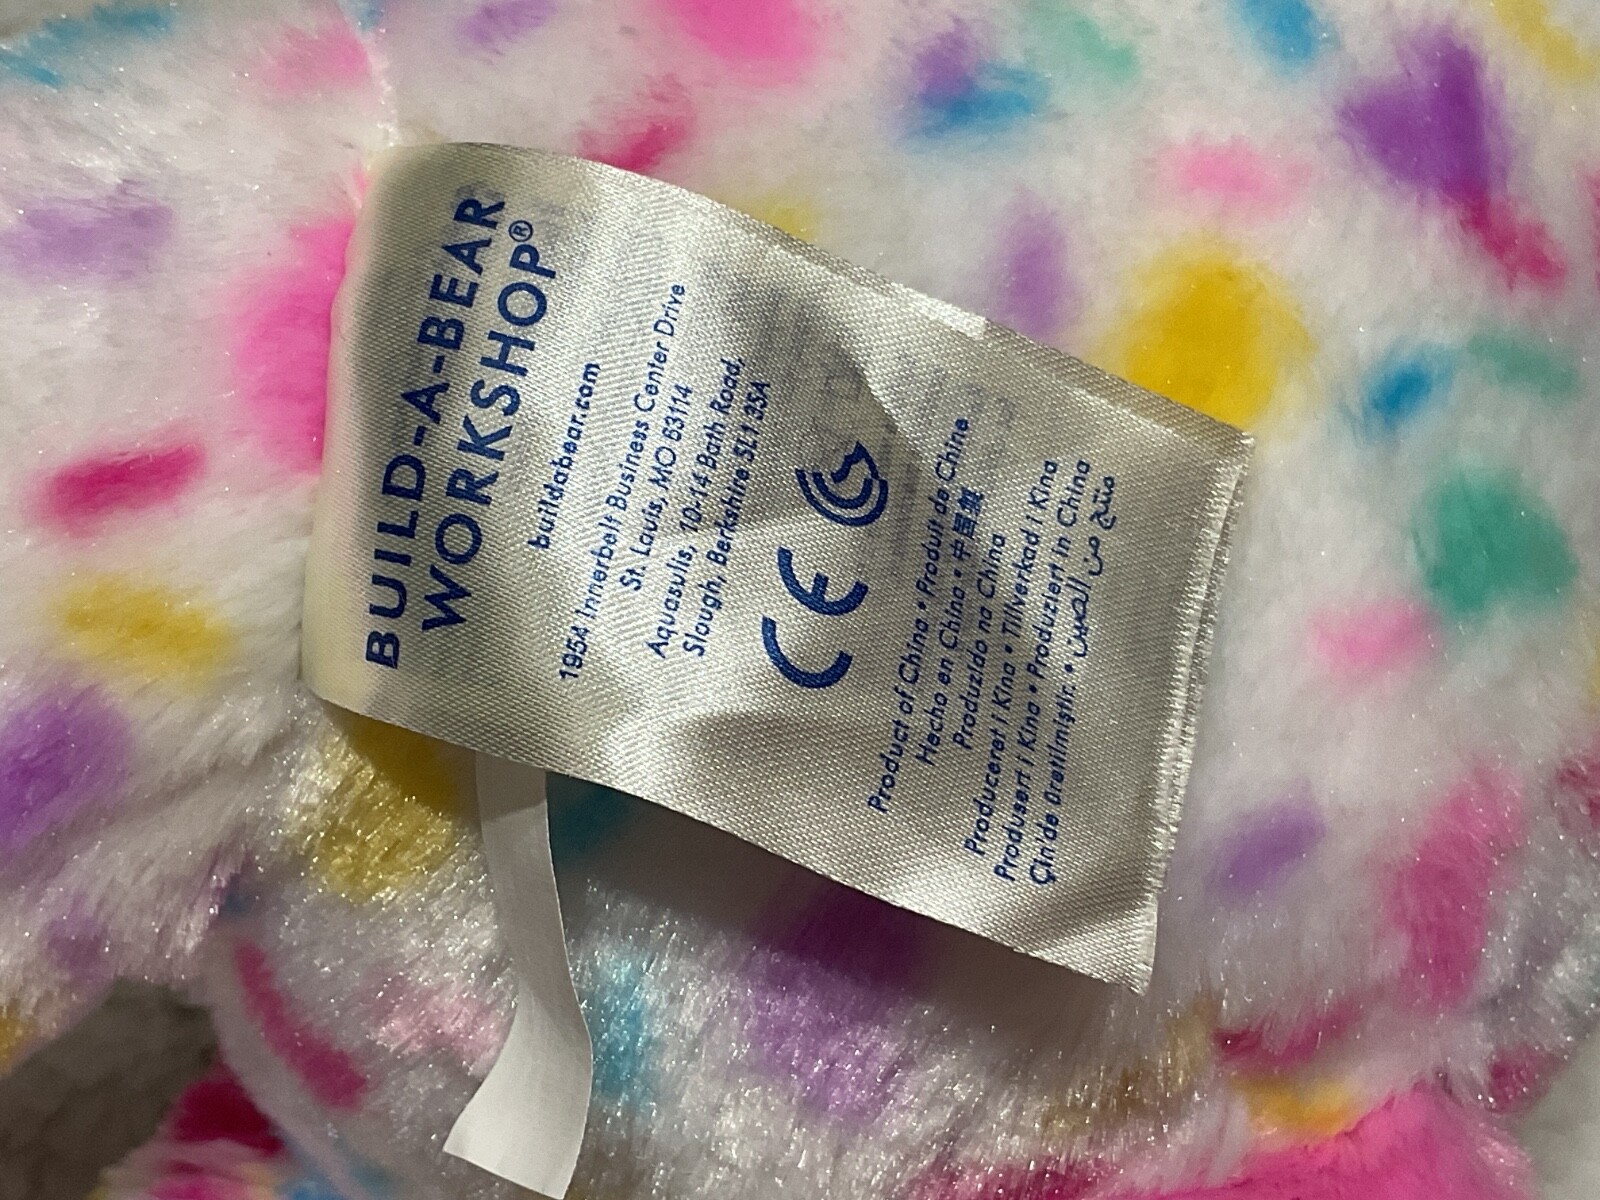 BUILD-A-BEAR
WORKSHOP®
buildabear.com
1954 Innerbelt Business Center Drive
St. Louis, MO 63114
Aquasulis, 10-14 Bath Road,
Slough, Berkshire SL1 3SA
CE
Product of China • Produit de Chine
Hecho en China • 中国製
Produzido na China
Produceret i Kina • Tillverkad i Kina
Produsert i Kina • Produziert in China
Çin'de üretilmiştir. • منتج من الصين